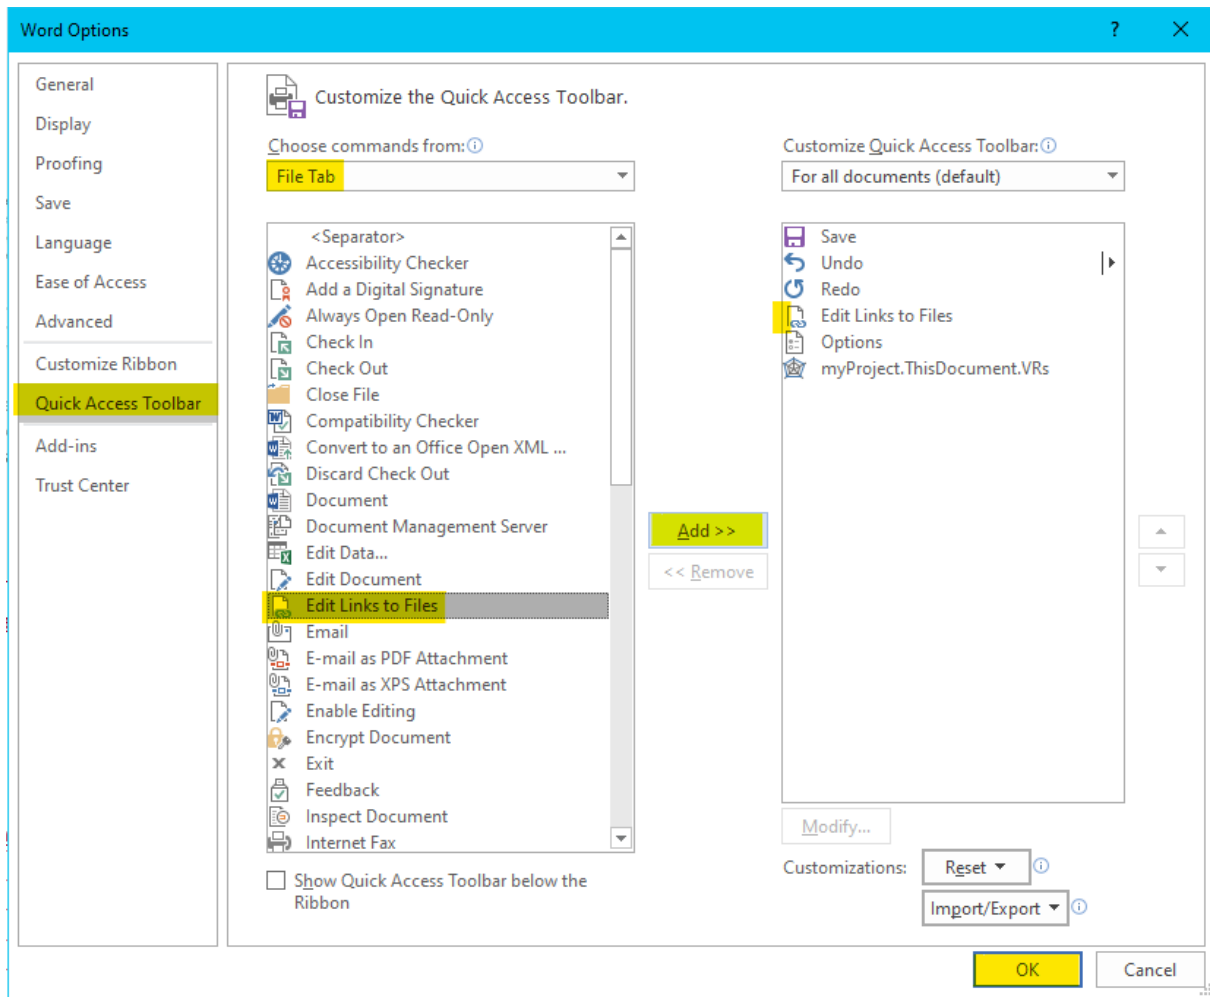 Word Options
?
General
Display
Proofing
Save
Language
Ease of Access
Advanced
Customize Ribbon
Quick Access Toolbar
Add-ins
Trust Center
Customize the Quick Access Toolbar.
Choose commands from:
File Tab
<Separator>
Accessibility Checker
Add a Digital Signature
Always Open Read-Only
Check In
Check Out
Close File
Compatibility Checker
Convert to an Office Open XML ...
Discard Check Out
Document
Document Management Server
Edit Data...
Edit Document
Edit Links to Files
Email
E-mail as PDF Attachment
E-mail as XPS Attachment
Enable Editing
Encrypt Document
Exit
Feedback
Inspect Document
Internet Fax
Show Quick Access Toolbar below the
Ribbon
Add >>
<< Remove
Customize Quick Access Toolbar:
For all documents (default)
Save
Undo
Redo
Edit Links to Files
Options
myProject.ThisDocument.VRs
Modify...
Customizations:
Reset
Import/Export
OK
Cancel